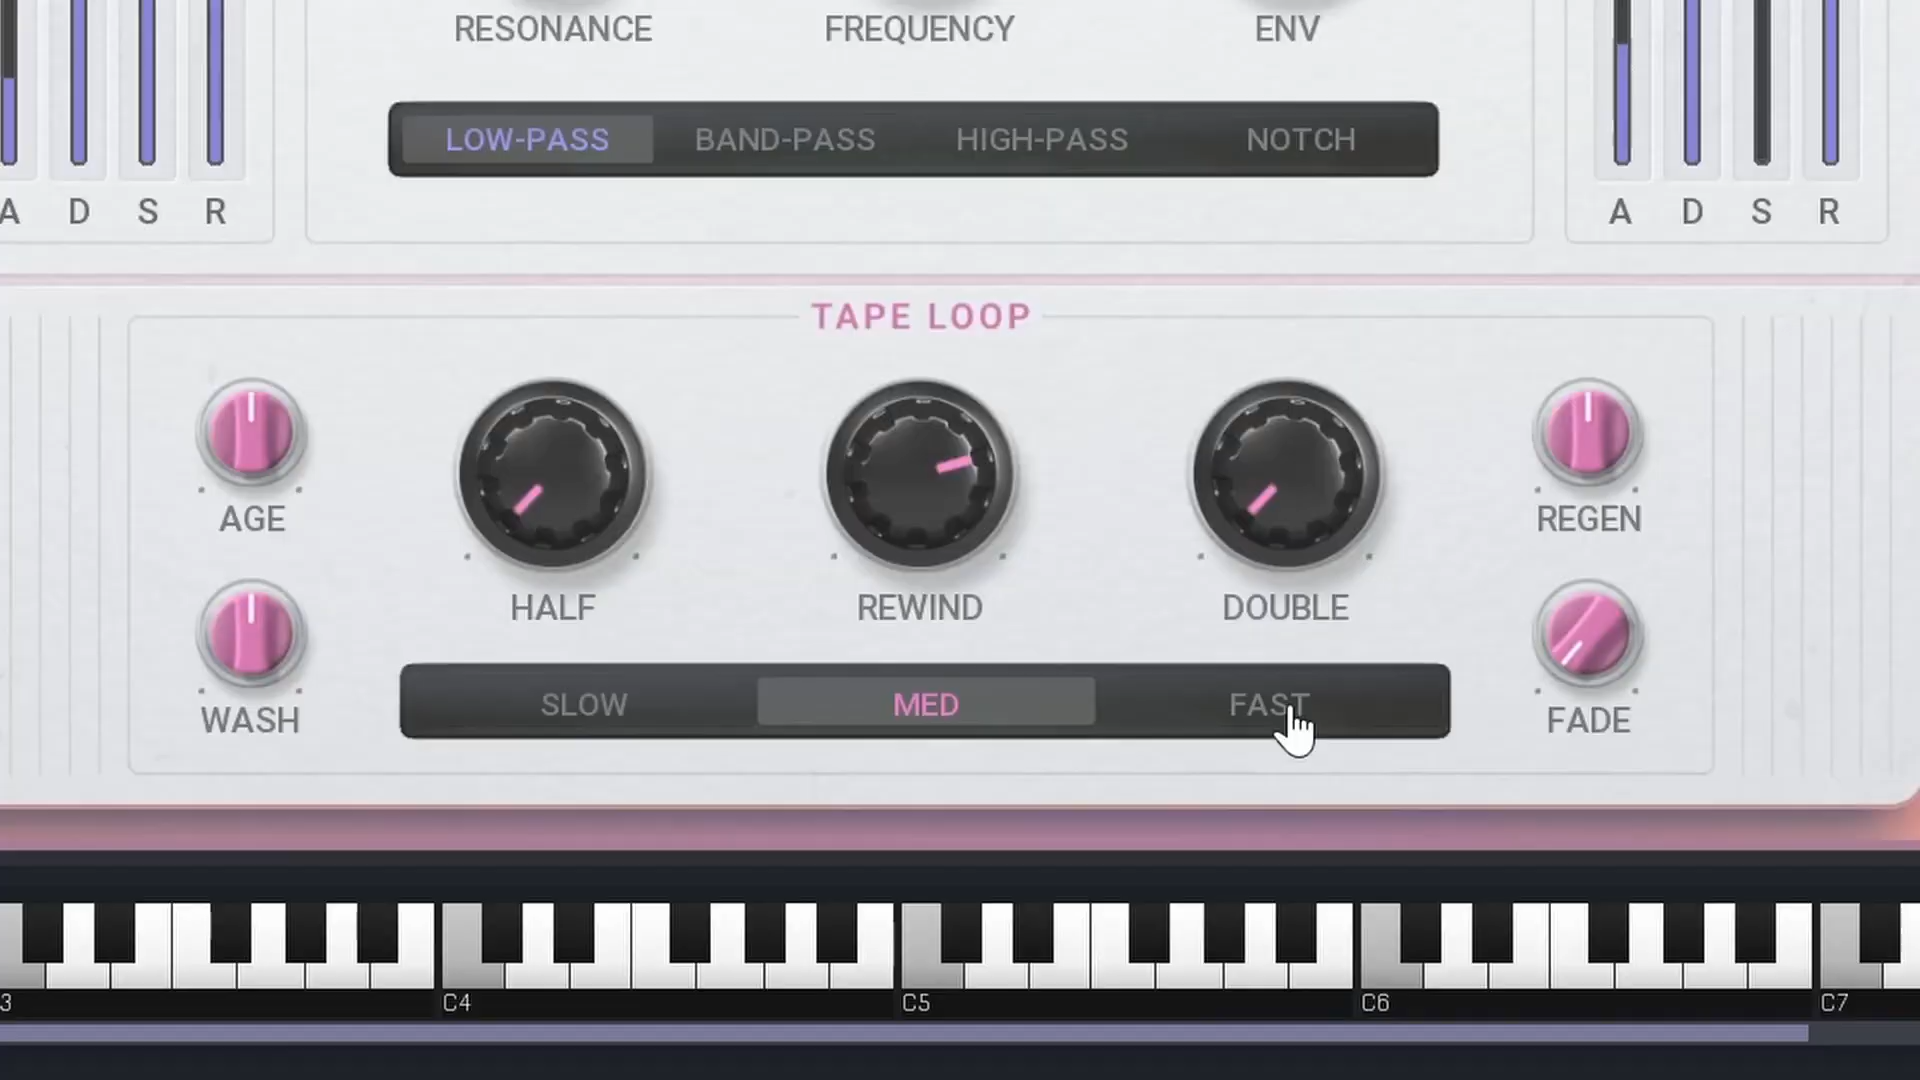 RESONANCE FREQUENCY ENV
LOW-PASS BAND-PASS HIGH-PASS NOTCH
A D S R A D S R
TAPE LOOP
AGE REGEN
HALF REWIND DOUBLE
SLOW MED FAST
WASH FADE
3 C4 C5 C6 C7